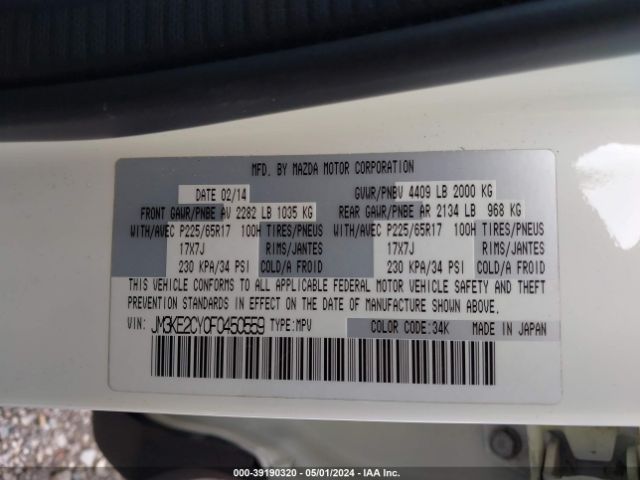 MFD. BY MAZDA MOTOR CORPORATION
DATE 02/14 GVWR/PNBV 4409 LB 2000 KG
FRONT GAWR/PNBE AV 2282 LB 1035 KG REAR GAWR/PNBE AR 2134 LB 968 KG
WITH/AVEC P225/65R17 100H TIRES/PNEUS WITH/AVEC P225/65R17 100H TIRES/PNEUS
17X7J RIMS/JANTES 17X7J RIMS/JANTES
230 KPA/34 PSI COLD/A FROID 230 KPA/34 PSI COLD/A FROID
THIS VEHICLE CONFORMS TO ALL APPLICABLE FEDERAL MOTOR VEHICLE SAFETY AND THEFT
PREVENTION STANDARDS IN EFFECT ON THE DATE OF MANUFACTURE SHOWN ABOVE.
VIN: JM3KE2CY0F0450559 TYPE:MPV COLOR CODE:34K MADE IN JAPAN
000-39190320 - 05/01/2024 - IAA Inc.